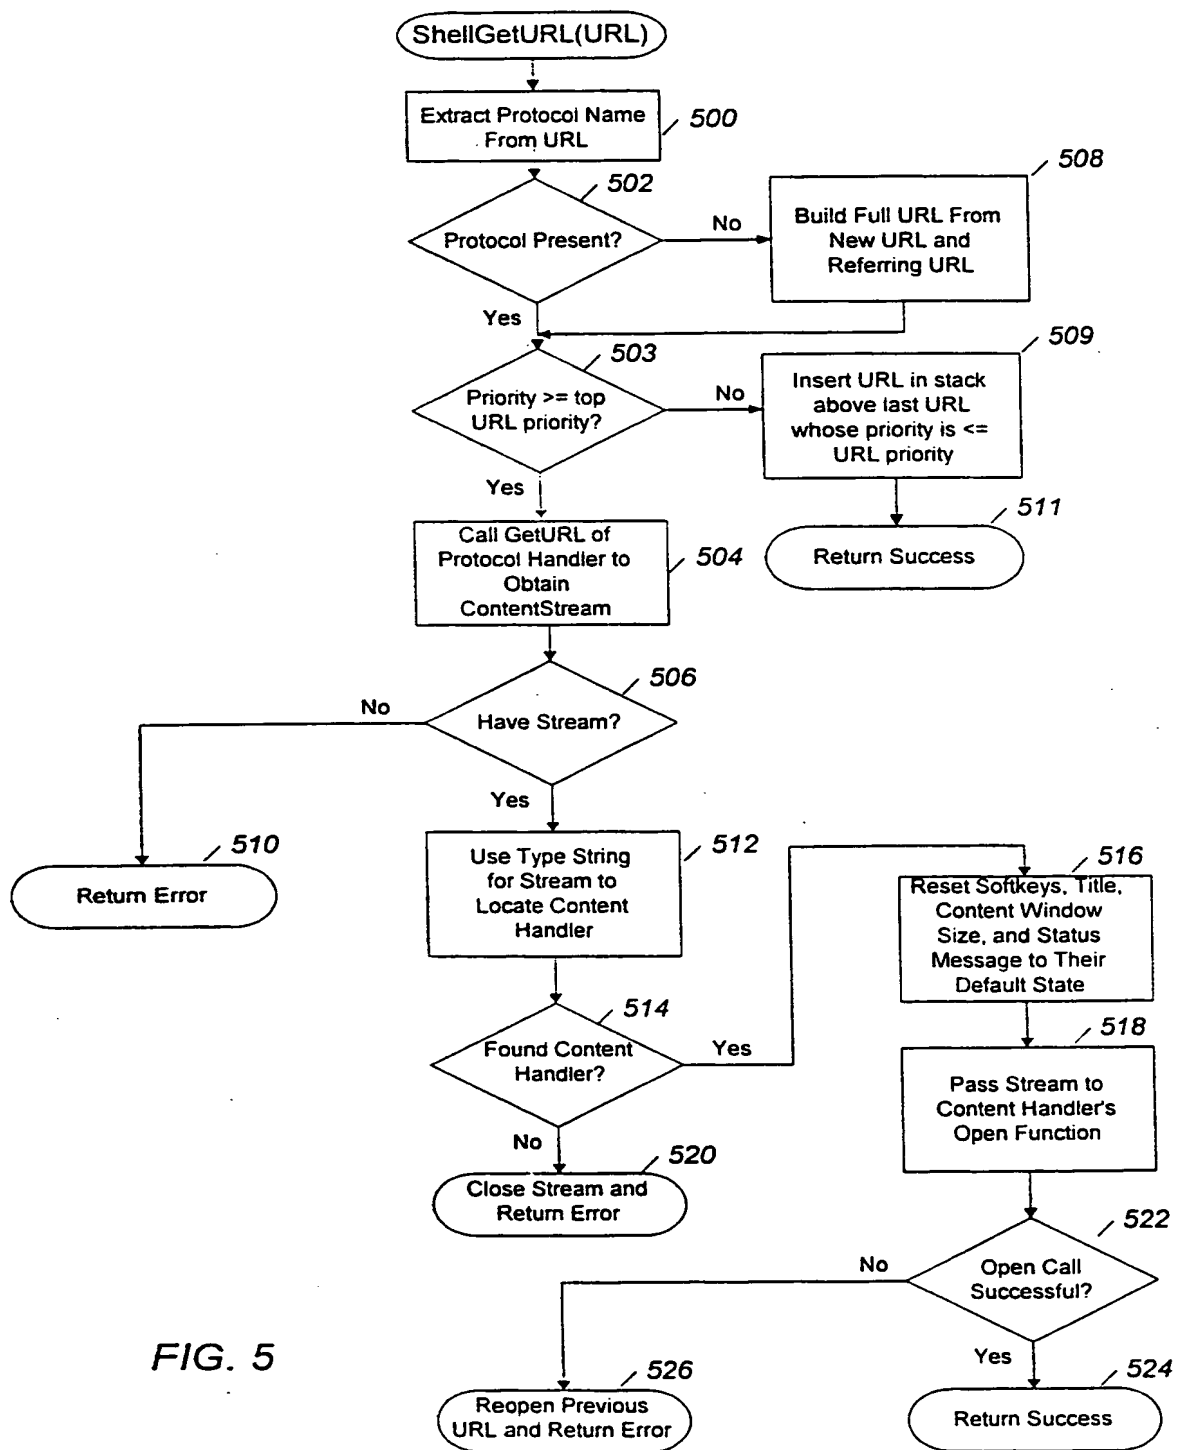 ShellGetURL(URL)
Extract Protocol Name
From URL
500
502
Protocol Present?
No
508
Build Full URL From
New URL and
Referring URL
Yes
503
Priority >= top
URL priority?
No
509
Insert URL in stack
above last URL
whose priority is <=
URL priority
Yes
511
Return Success
Call GetURL of
Protocol Handler to
Obtain
ContentStream
504
506
Have Stream?
No
Yes
510
Return Error
512
Use Type String
for Stream to
Locate Content
Handler
516
Reset Softkeys, Title,
Content Window
Size, and Status
Message to Their
Default State
514
Found Content
Handler?
Yes
No
518
Pass Stream to
Content Handler's
Open Function
520
Close Stream and
Return Error
522
Open Call
Successful?
No
Yes
526
Reopen Previous
URL and Return Error
524
Return Success
FIG. 5